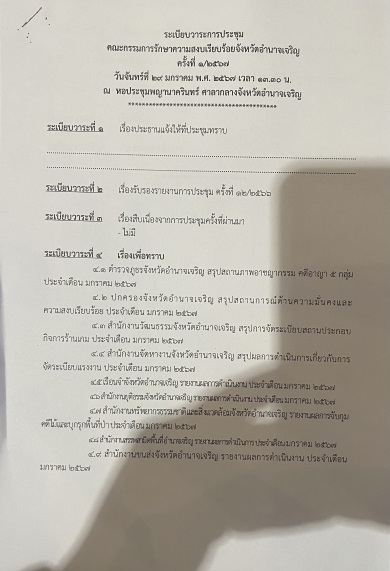 ระเบียบวาระการประชุม
คณะกรรมการรักษาความสงบเรียบร้อยจังหวัดอำนาจเจริญ
ครั้งที่ ๑/๒๕๖๗
วันจันทร์ที่ ๒๙ มกราคม พ.ศ. ๒๕๖๗ เวลา ๑๓.๓๐ น.
ณ หอประชุมพญานาครินทร์ ศาลากลางจังหวัดอำนาจเจริญ
ระเบียบวาระที่ ๑ เรื่องประธานแจ้งให้ที่ประชุมทราบ
ระเบียบวาระที่ ๒ เรื่องรับรองรายงานการประชุม ครั้งที่ ๑๒/๒๕๖๖
ระเบียบวาระที่ ๓ เรื่องสืบเนื่องจากการประชุมครั้งที่ผ่านมา
- ไม่มี
ระเบียบวาระที่ ๔ เรื่องเพื่อทราบ
๔.๑ ตำรวจภูธรจังหวัดอำนาจเจริญ สรุปสถานภาพอาชญากรรม คดีอาญา ๕ กลุ่ม
ประจำเดือน มกราคม ๒๕๖๗
๔.๒ ปกครองจังหวัดอำนาจเจริญ สรุปสถานการณ์ด้านความมั่นคงและ
ความสงบเรียบร้อย ประจำเดือน มกราคม ๒๕๖๗
๔.๓ สำนักงานวัฒนธรรมจังหวัดอำนาจเจริญ สรุปการจัดระเบียบสถานประกอบ
กิจการร้านเกม ประจำเดือน มกราคม ๒๕๖๗
๔.๔ สำนักงานจัดหางานจังหวัดอำนาจเจริญ สรุปผลการดำเนินการเกี่ยวกับการ
จัดระเบียบแรงงาน ประจำเดือน มกราคม ๒๕๖๗
๔.๕ เรือนจำจังหวัดอำนาจเจริญ รายงานผลการดำเนินงาน ประจำเดือน มกราคม ๒๕๖๗
๔.๖ สำนักงานยุติธรรมจังหวัดอำนาจเจริญ รายงานผลการดำเนินงาน ประจำเดือน มกราคม ๒๕๖๗
๔.๗ สำนักงานทรัพยากรธรรมชาติและสิ่งแวดล้อมจังหวัดอำนาจเจริญ รายงานผลการจับกุม
คดีไม้และบุกรุกพื้นที่ป่า ประจำเดือน มกราคม ๒๕๖๗
๔.๘ สำนักงานสรรพสามิตพื้นที่อำนาจเจริญ รายงานผลการดำเนินการ ประจำเดือน มกราคม ๒๕๖๗
๔.๙ สำนักงานขนส่งจังหวัดอำนาจเจริญ รายงานผลการดำเนินงาน ประจำเดือน
มกราคม ๒๕๖๗